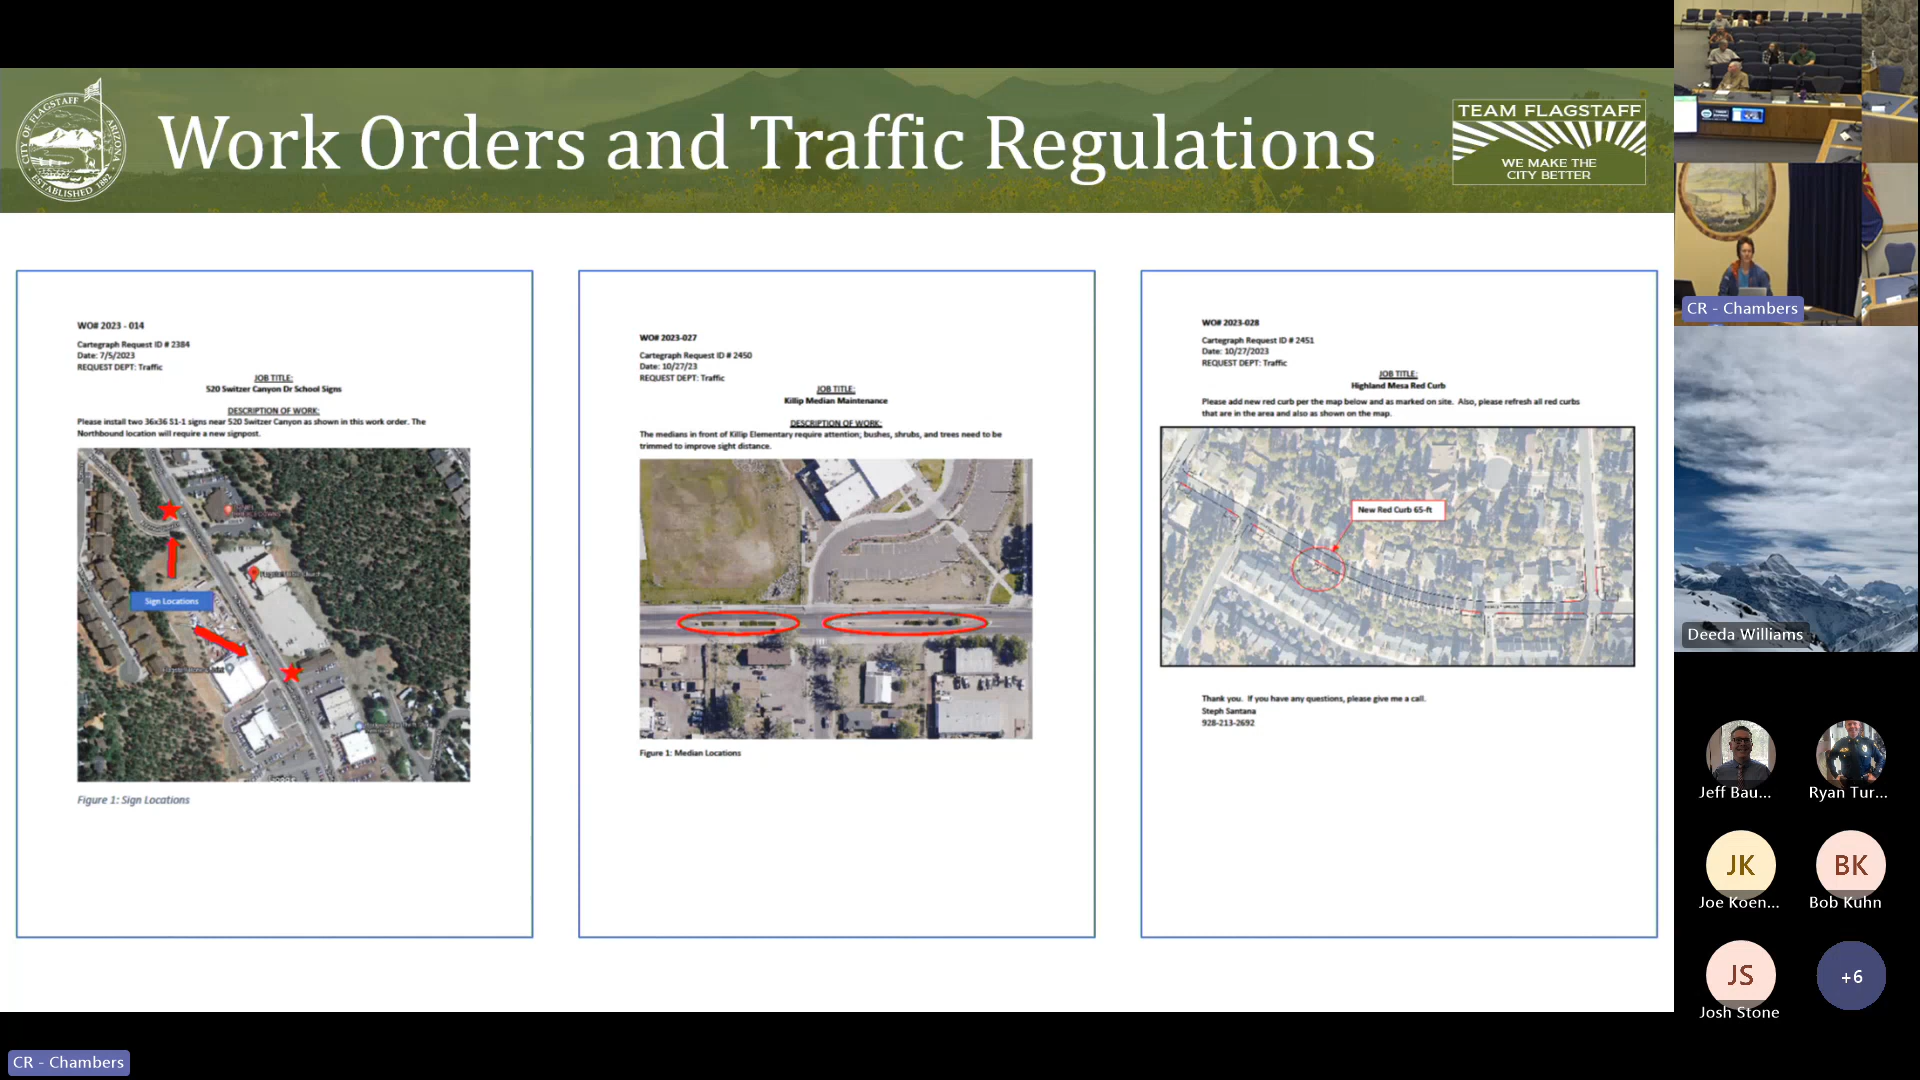 CITY OF FLAGSTAFF
ARIZONA
ESTABLISHED 1882
Work Orders and Traffic Regulations
TEAM FLAGSTAFF
WE MAKE THE
CITY BETTER
WO# 2023 - 014
Cartegraph Request ID # 2384
Date: 7/5/2023
REQUEST DEPT: Traffic
JOB TITLE:
520 Switzer Canyon Dr School Signs
DESCRIPTION OF WORK:
Please install two 36x36 S1-1 signs near 520 Switzer Canyon as shown in this work order. The
Northbound location will require a new signpost.
Sign Locations
Figure 1: Sign Locations
WO# 2023-027
Cartegraph Request ID # 2450
Date: 10/27/23
REQUEST DEPT: Traffic
JOB TITLE:
Killip Median Maintenance
DESCRIPTION OF WORK:
The medians in front of Killip Elementary require attention; bushes, shrubs, and trees need to be
trimmed to improve sight distance.
Figure 1: Median Locations
WO# 2023-028
Cartegraph Request ID # 2451
Date: 10/27/2023
REQUEST DEPT: Traffic
JOB TITLE:
Highland Mesa Red Curb
Please add new red curb per the map below and as marked on site. Also, please refresh all red curbs
that are in the area and also as shown on the map.
New Red Curb 65-ft
Thank you. If you have any questions, please give me a call.
Steph Santana
928-213-2692
CR - Chambers
Deeda Williams
Jeff Bau...
Ryan Tur...
JK
Joe Koen...
BK
Bob Kuhn
JS
Josh Stone
+6
CR - Chambers